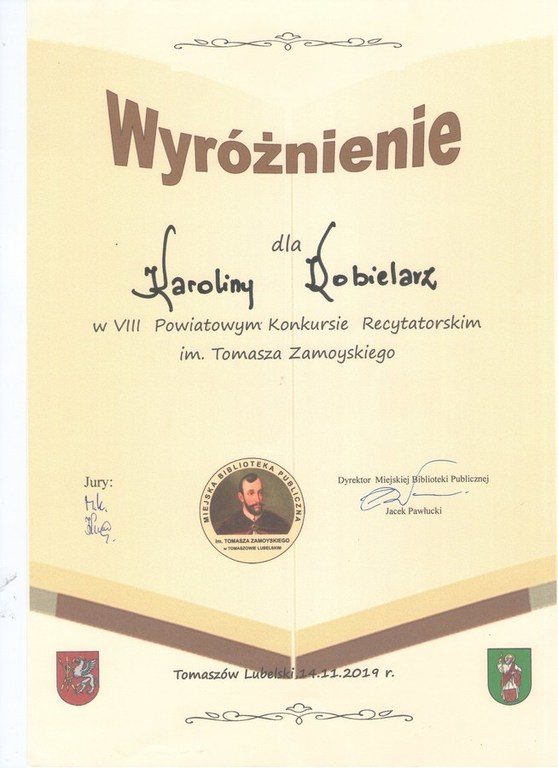 Wyróżnienie
dla
Karoliny Kobielarz
w VIII Powiatowym Konkursie Recytatorskim
im. Tomasza Zamoyskiego
Jury:
MIEJSKA BIBLIOTEKA PUBLICZNA
im. TOMASZA ZAMOYSKIEGO
w TOMASZOWIE LUBELSKIM
Dyrektor Miejskiej Biblioteki Publicznej
Jacek Pawłucki
Tomaszów Lubelski 14.11.2019 r.